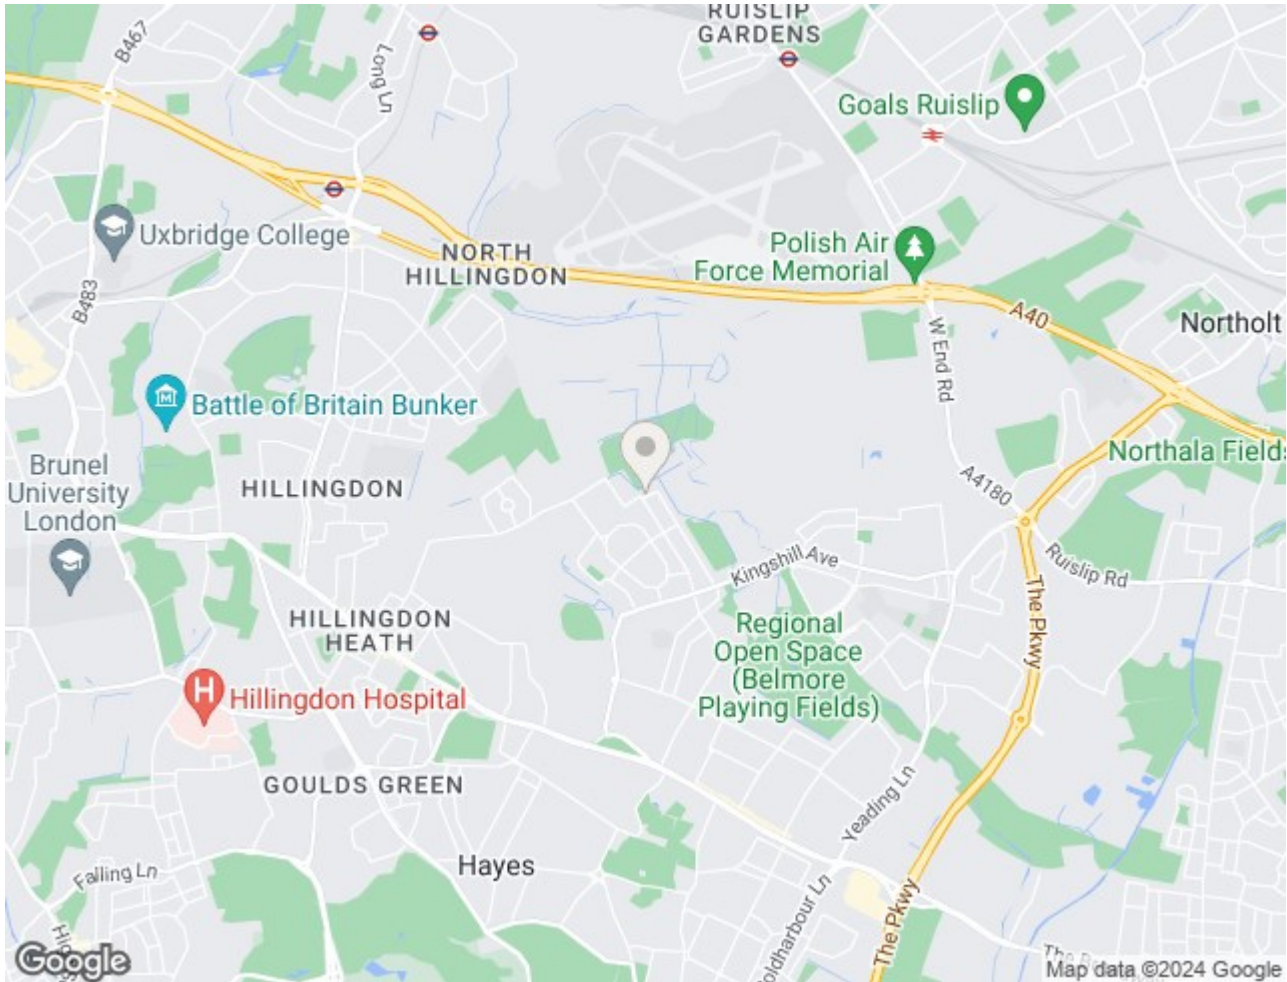 B467
Long Ln
RUISLIP
GARDENS
Goals Ruislip
Uxbridge College
NORTH
HILLINGDON
Polish Air
Force Memorial
B483
A40
Northolt
W End Rd
Battle of Britain Bunker
Northala Fields
Brunel
University
London
HILLINGDON
A4180
Kingshill Ave
Ruislip Rd
The Pkwy
HILLINGDON
HEATH
Regional
Open Space
(Belmore
Playing Fields)
H
Hillingdon Hospital
GOULDS GREEN
Yeading Ln
Falling Ln
Hayes
The Pkwy
Google
Map data ©2024 Google